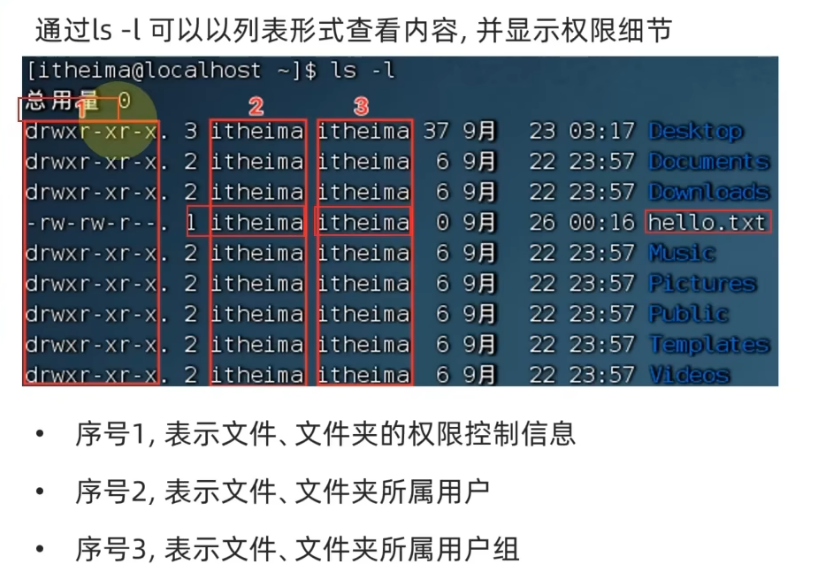 通过ls -l 可以以列表形式查看内容, 并显示权限细节
[itheima@localhost ~]$ ls -l
总用量 0
1 2 3
drwxr-xr-x. 3 itheima itheima 37 9月 23 03:17 Desktop
drwxr-xr-x. 2 itheima itheima 6 9月 22 23:57 Documents
drwxr-xr-x. 2 itheima itheima 6 9月 22 23:57 Downloads
-rw-rw-r--. 1 itheima itheima 0 9月 26 00:16 hello.txt
drwxr-xr-x. 2 itheima itheima 6 9月 22 23:57 Music
drwxr-xr-x. 2 itheima itheima 6 9月 22 23:57 Pictures
drwxr-xr-x. 2 itheima itheima 6 9月 22 23:57 Public
drwxr-xr-x. 2 itheima itheima 6 9月 22 23:57 Templates
drwxr-xr-x. 2 itheima itheima 6 9月 22 23:57 Videos
• 序号1, 表示文件、文件夹的权限控制信息
• 序号2, 表示文件、文件夹所属用户
• 序号3, 表示文件、文件夹所属用户组